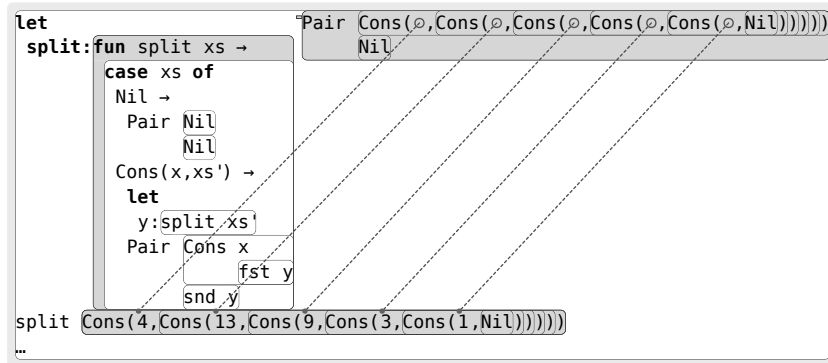 let
split:fun split xs →
case xs of
Nil →
Pair Nil
Nil
Cons(x,xs') →
let
y:split xs'
Pair Cons x
fst y
snd y
split Cons(4,Cons(13,Cons(9,Cons(3,Cons(1,Nil)))))
…
Pair Cons(⌕,Cons(⌕,Cons(⌕,Cons(⌕,Cons(⌕,Nil)))))
Nil